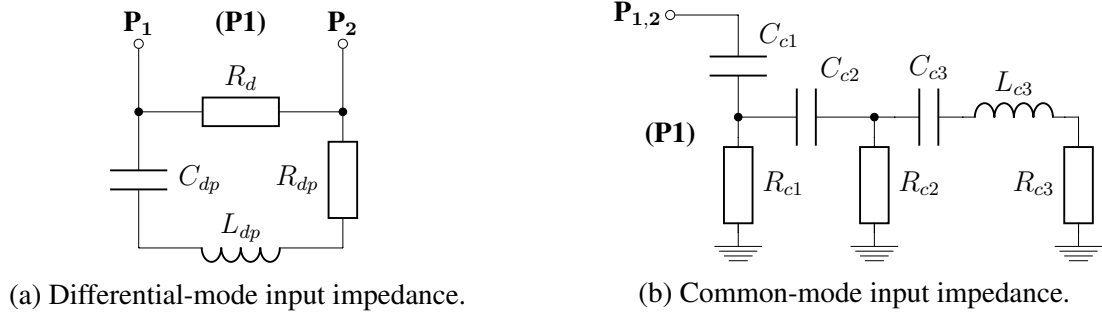 P1 (P1) P2
Rd
Cdp Rdp
Ldp
(a) Differential-mode input impedance.
P1,2
Cc1
Cc2 Cc3
Lc3
(P1)
Rc1 Rc2 Rc3
(b) Common-mode input impedance.